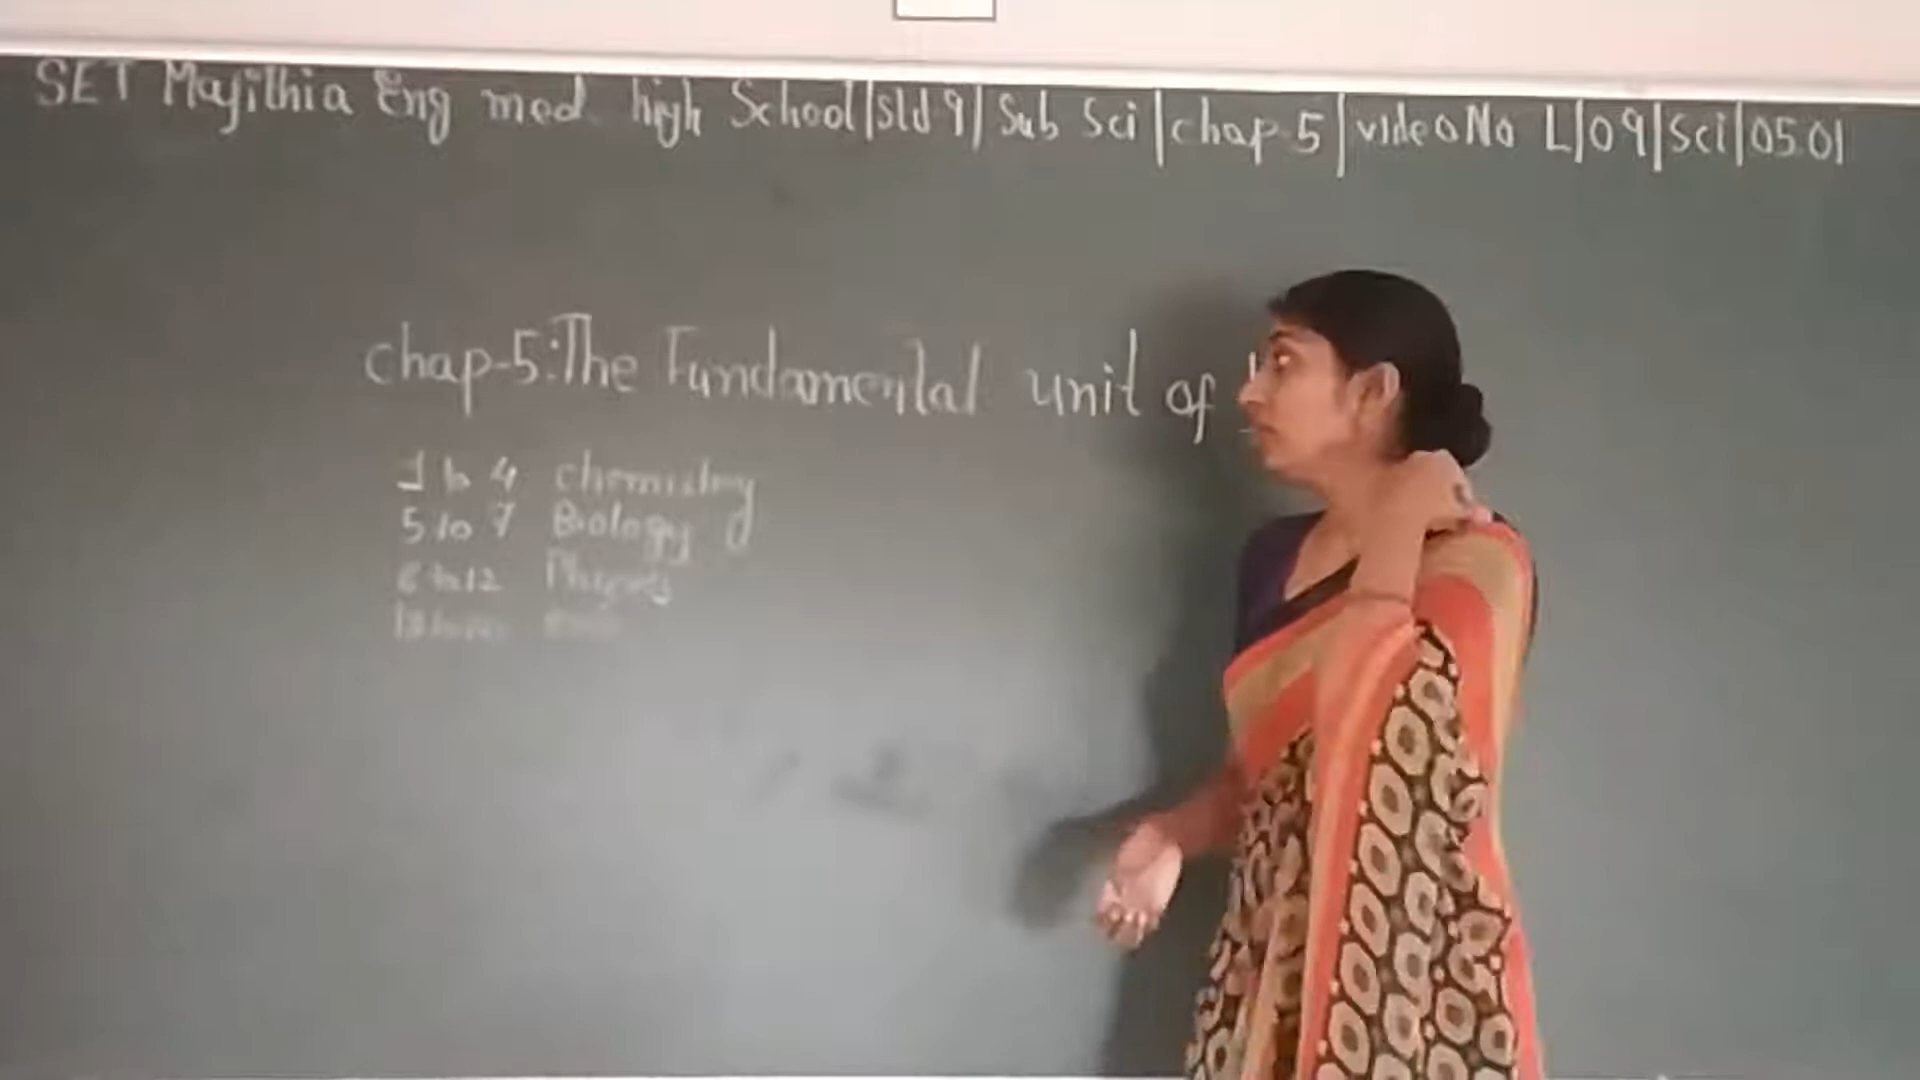 SET Majithia Eng med high School|Std 9|Sub Sci|chap 5|video No L|09|Sci|05.01
chap-5:The Fundamental unit of
1 to 4 chemistry
5 to 7 Biology
to 12 Physics